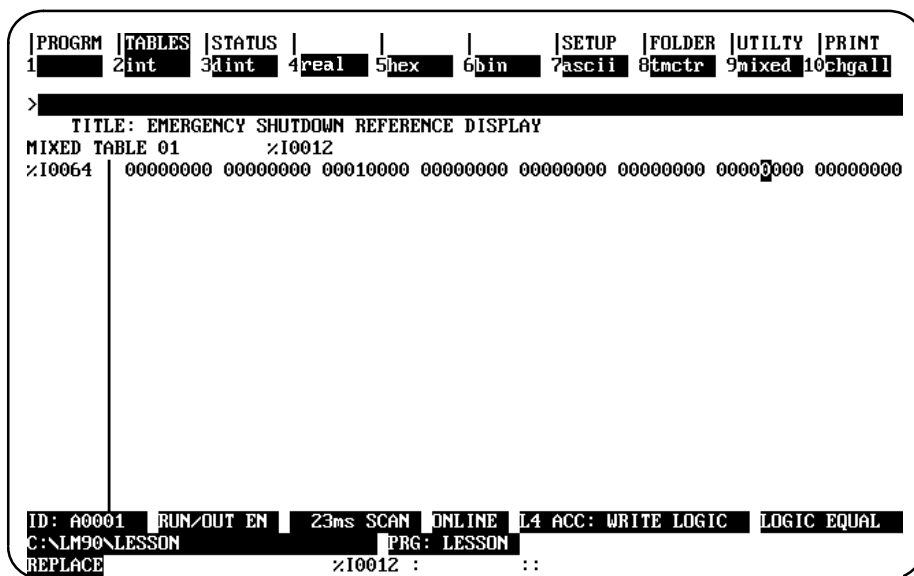 |PROGRM |TABLES |STATUS | | | |SETUP |FOLDER |UTILTY |PRINT
1 2int 3dint 4real 5hex 6bin 7ascii 8tmctr 9mixed 10chgall
>
TITLE: EMERGENCY SHUTDOWN REFERENCE DISPLAY
MIXED TABLE 01 %I0012
%I0064 00000000 00000000 00010000 00000000 00000000 00000000 00000000 00000000
ID: A0001 RUN/OUT EN 23ms SCAN ONLINE L4 ACC: WRITE LOGIC LOGIC EQUAL
C:\LM90\LESSON PRG: LESSON
REPLACE %I0012 : ::